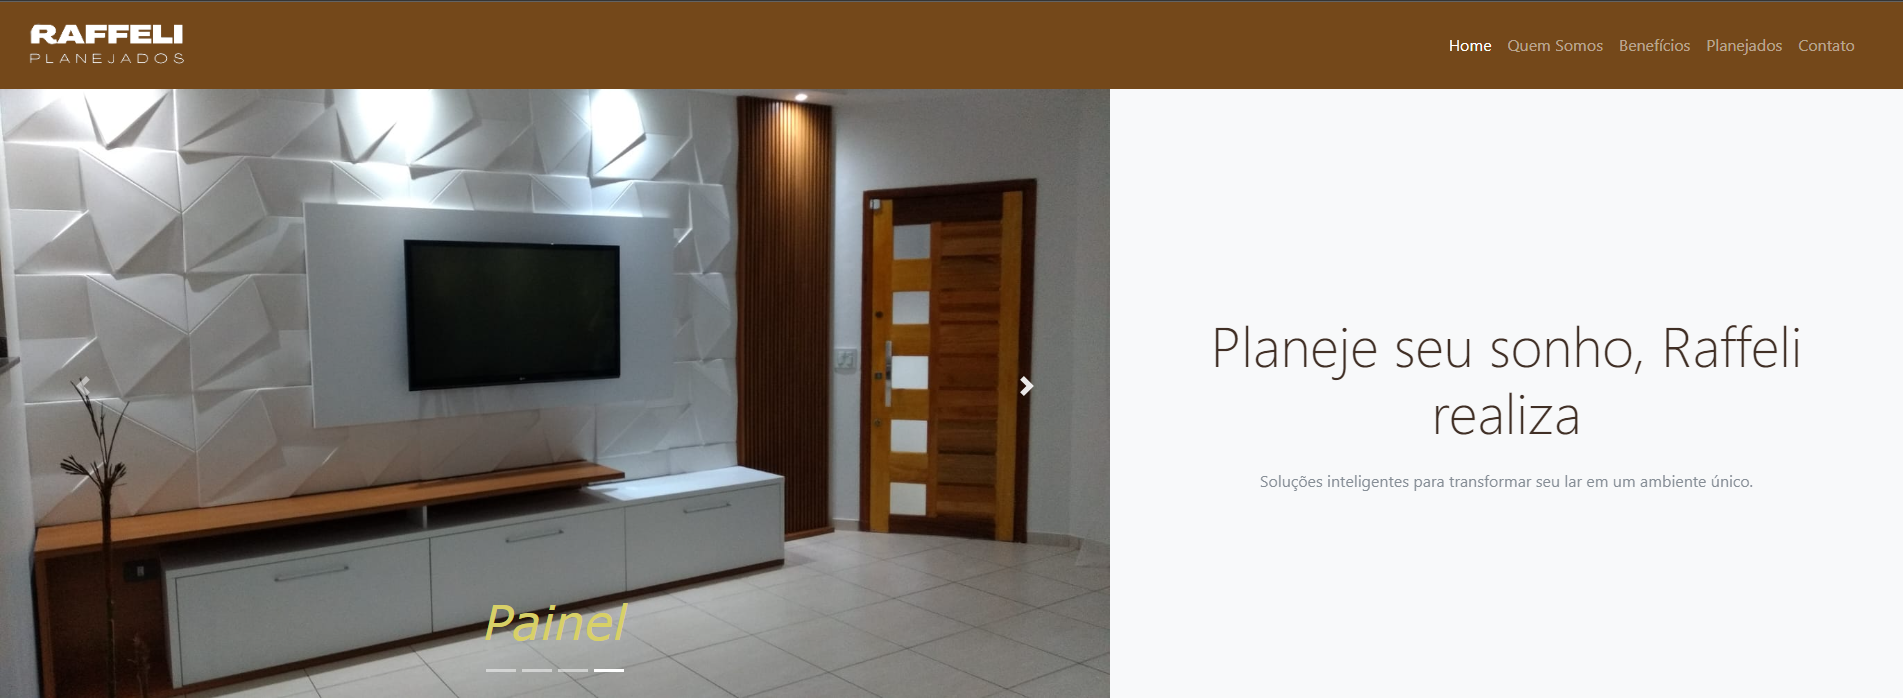 RAFFELI
PLANEJADOS
Home Quem Somos Benefícios Planejados Contato
Planeje seu sonho, Raffeli
realiza
Soluções inteligentes para transformar seu lar em um ambiente único.
Painel